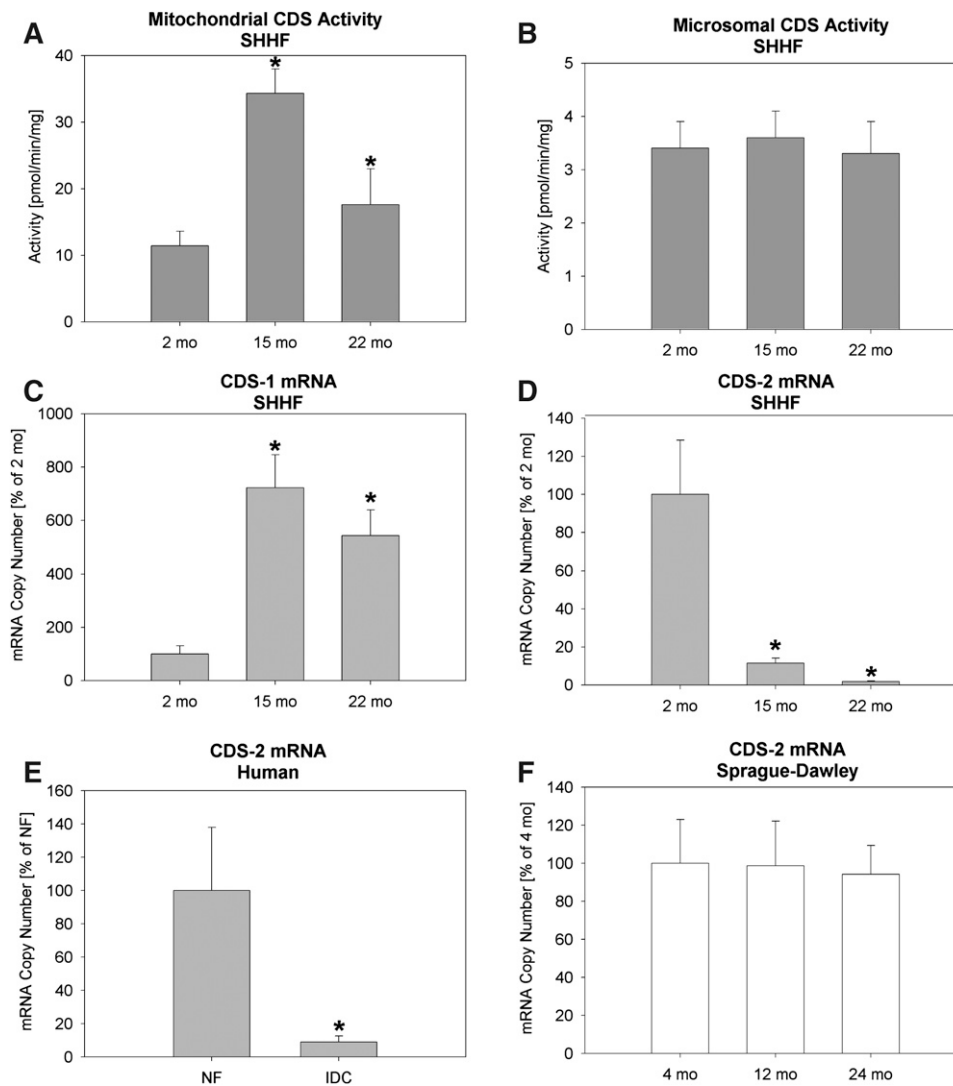 A
Mitochondrial CDS Activity
SHHF
Activity [pmol/min/mg]
40
30
20
10
0
*
*
2 mo 15 mo 22 mo
B
Microsomal CDS Activity
SHHF
Activity [pmol/min/mg]
5
4
3
2
1
0
2 mo 15 mo 22 mo
C
CDS-1 mRNA
SHHF
mRNA Copy Number [% of 2 mo]
1000
800
600
400
200
0
*
*
2 mo 15 mo 22 mo
D
CDS-2 mRNA
SHHF
mRNA Copy Number [% of 2 mo]
140
120
100
80
60
40
20
0
*
*
2 mo 15 mo 22 mo
E
CDS-2 mRNA
Human
mRNA Copy Number [% of NF]
160
140
120
100
80
60
40
20
0
*
NF IDC
F
CDS-2 mRNA
Sprague-Dawley
mRNA Copy Number [% of 4 mo]
140
120
100
80
60
40
20
0
4 mo 12 mo 24 mo